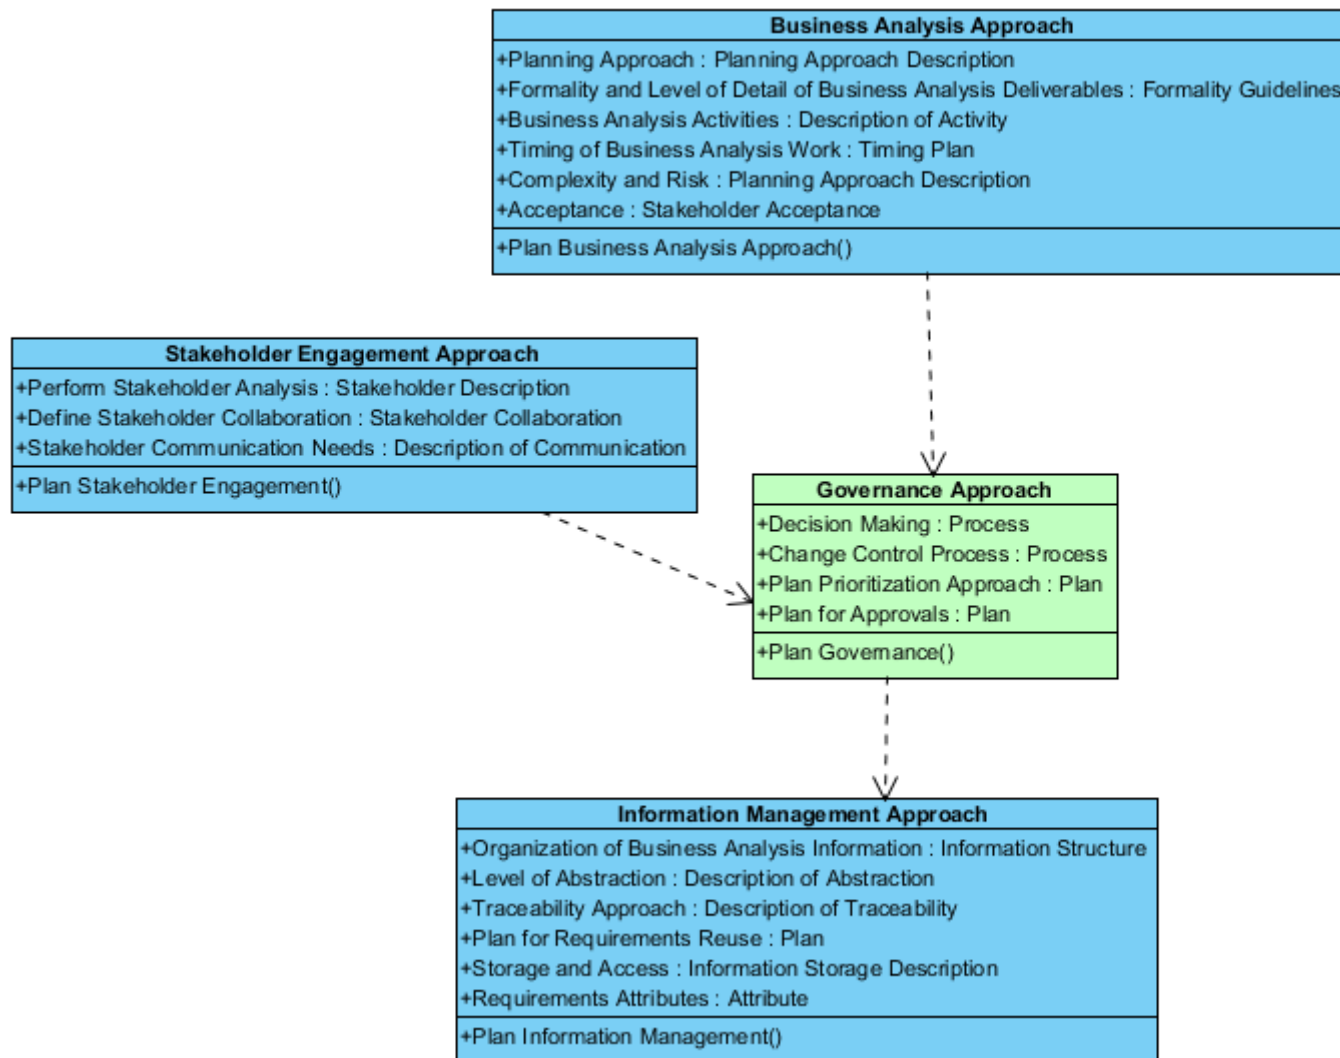 Business Analysis Approach
+Planning Approach : Planning Approach Description
+Formality and Level of Detail of Business Analysis Deliverables : Formality Guidelines
+Business Analysis Activities : Description of Activity
+Timing of Business Analysis Work : Timing Plan
+Complexity and Risk : Planning Approach Description
+Acceptance : Stakeholder Acceptance
+Plan Business Analysis Approach()
Stakeholder Engagement Approach
+Perform Stakeholder Analysis : Stakeholder Description
+Define Stakeholder Collaboration : Stakeholder Collaboration
+Stakeholder Communication Needs : Description of Communication
+Plan Stakeholder Engagement()
Governance Approach
+Decision Making : Process
+Change Control Process : Process
+Plan Prioritization Approach : Plan
+Plan for Approvals : Plan
+Plan Governance()
Information Management Approach
+Organization of Business Analysis Information : Information Structure
+Level of Abstraction : Description of Abstraction
+Traceability Approach : Description of Traceability
+Plan for Requirements Reuse : Plan
+Storage and Access : Information Storage Description
+Requirements Attributes : Attribute
+Plan Information Management()